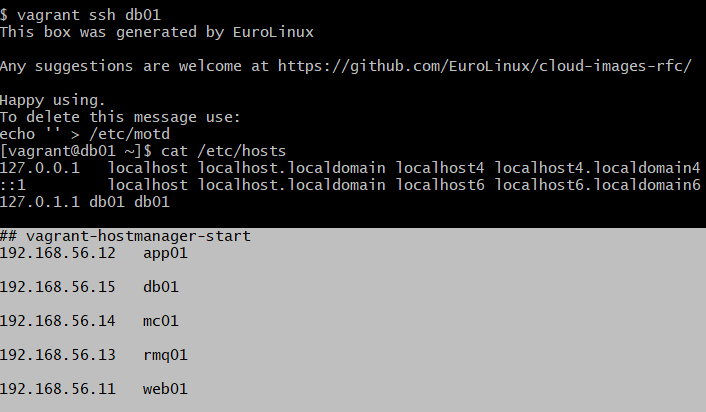 $ vagrant ssh db01
This box was generated by EuroLinux
Any suggestions are welcome at https://github.com/EuroLinux/cloud-images-rfc/
Happy using.
To delete this message use:
echo '' > /etc/motd
[vagrant@db01 ~]$ cat /etc/hosts
127.0.0.1   localhost localhost.localdomain localhost4 localhost4.localdomain4
::1         localhost localhost.localdomain localhost6 localhost6.localdomain6
127.0.1.1 db01 db01
## vagrant-hostmanager-start
192.168.56.12   app01
192.168.56.15   db01
192.168.56.14   mc01
192.168.56.13   rmq01
192.168.56.11   web01